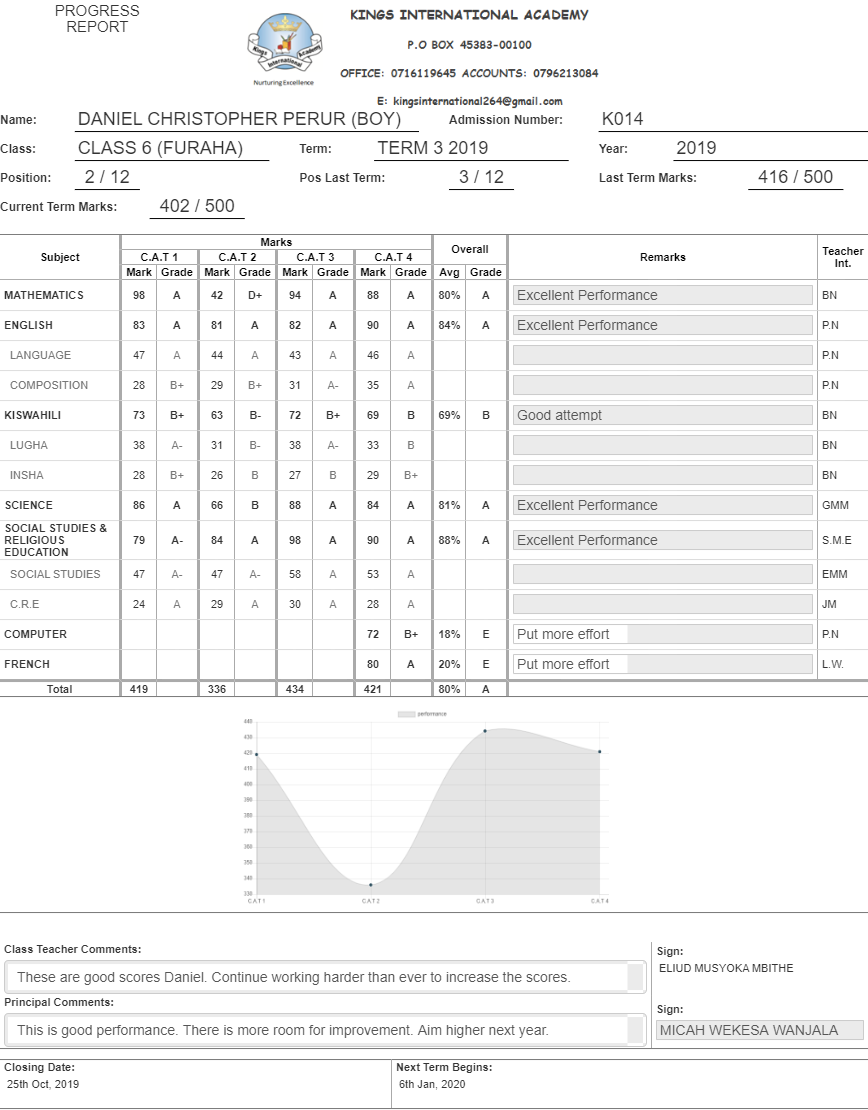 PROGRESS
REPORT
Kings International Academy
Nurturing Excellence
KINGS INTERNATIONAL ACADEMY
P.O BOX 45383-00100
OFFICE: 0716119645 ACCOUNTS: 0796213084
E: kingsinternational264@gmail.com
Name: DANIEL CHRISTOPHER PERUR (BOY) Admission Number: K014
Class: CLASS 6 (FURAHA) Term: TERM 3 2019 Year: 2019
Position: 2 / 12 Pos Last Term: 3 / 12 Last Term Marks: 416 / 500
Current Term Marks: 402 / 500
Subject Marks Overall Remarks Teacher Int.
C.A.T 1 C.A.T 2 C.A.T 3 C.A.T 4
Mark Grade Mark Grade Mark Grade Mark Grade Avg Grade
MATHEMATICS 98 A 42 D+ 94 A 88 A 80% A Excellent Performance BN
ENGLISH 83 A 81 A 82 A 90 A 84% A Excellent Performance P.N
LANGUAGE 47 A 44 A 43 A 46 A P.N
COMPOSITION 28 B+ 29 B+ 31 A- 35 A P.N
KISWAHILI 73 B+ 63 B- 72 B+ 69 B 69% B Good attempt BN
LUGHA 38 A- 31 B- 38 A- 33 B BN
INSHA 28 B+ 26 B 27 B 29 B+ BN
SCIENCE 86 A 66 B 88 A 84 A 81% A Excellent Performance GMM
SOCIAL STUDIES &
RELIGIOUS
EDUCATION 79 A- 84 A 98 A 90 A 88% A Excellent Performance S.M.E
SOCIAL STUDIES 47 A- 47 A- 58 A 53 A EMM
C.R.E 24 A 29 A 30 A 28 A JM
COMPUTER 72 B+ 18% E Put more effort P.N
FRENCH 80 A 20% E Put more effort L.W.
Total 419 336 434 421 80% A
performance
440
430
420
410
400
390
380
370
360
350
340
330
CAT1 CAT2 CAT3 CAT4
Class Teacher Comments: Sign:
These are good scores Daniel. Continue working harder than ever to increase the scores. ELIUD MUSYOKA MBITHE
Principal Comments: Sign:
This is good performance. There is more room for improvement. Aim higher next year. MICAH WEKESA WANJALA
Closing Date: Next Term Begins:
25th Oct, 2019 6th Jan, 2020